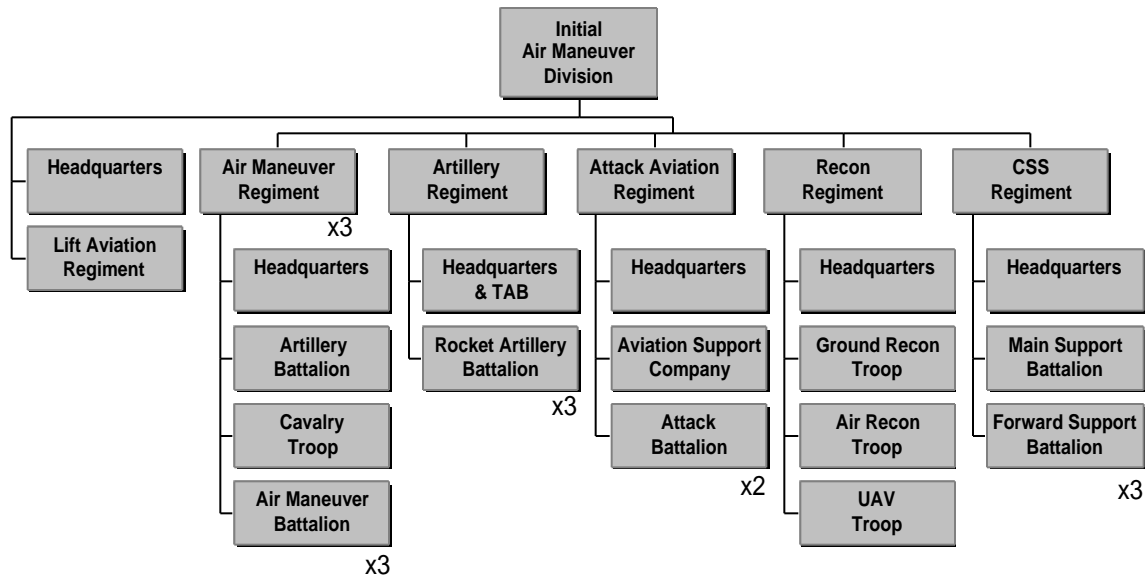 Initial
Air Maneuver
Division
Headquarters
Lift Aviation
Regiment
Air Maneuver
Regiment
x3
Headquarters
Artillery
Battalion
Cavalry
Troop
Air Maneuver
Battalion
x3
Artillery
Regiment
Headquarters
& TAB
Rocket Artillery
Battalion
x3
Attack Aviation
Regiment
Headquarters
Aviation Support
Company
Attack
Battalion
x2
Recon
Regiment
Headquarters
Ground Recon
Troop
Air Recon
Troop
UAV
Troop
CSS
Regiment
Headquarters
Main Support
Battalion
Forward Support
Battalion
x3